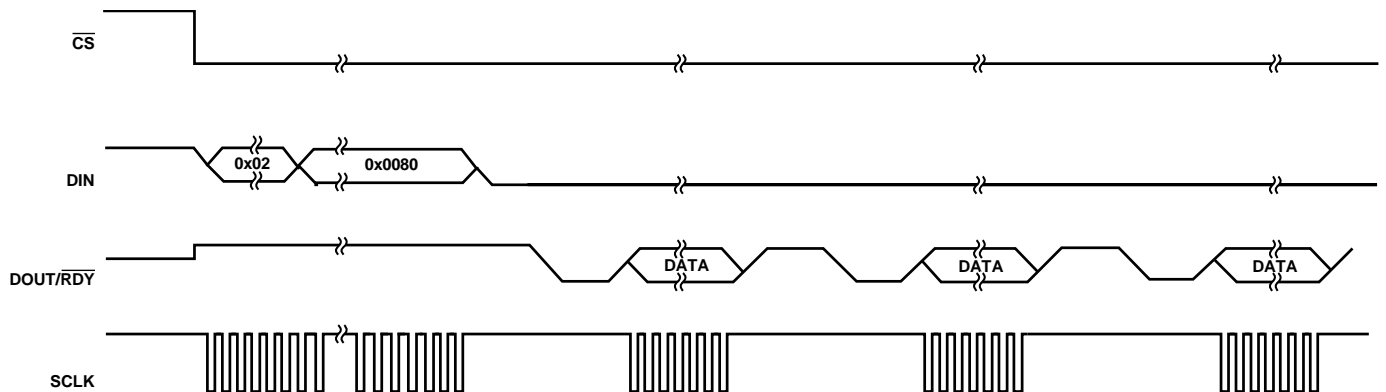 CS
DIN
0x02
0x0080
DOUT/RDY
DATA
DATA
DATA
SCLK